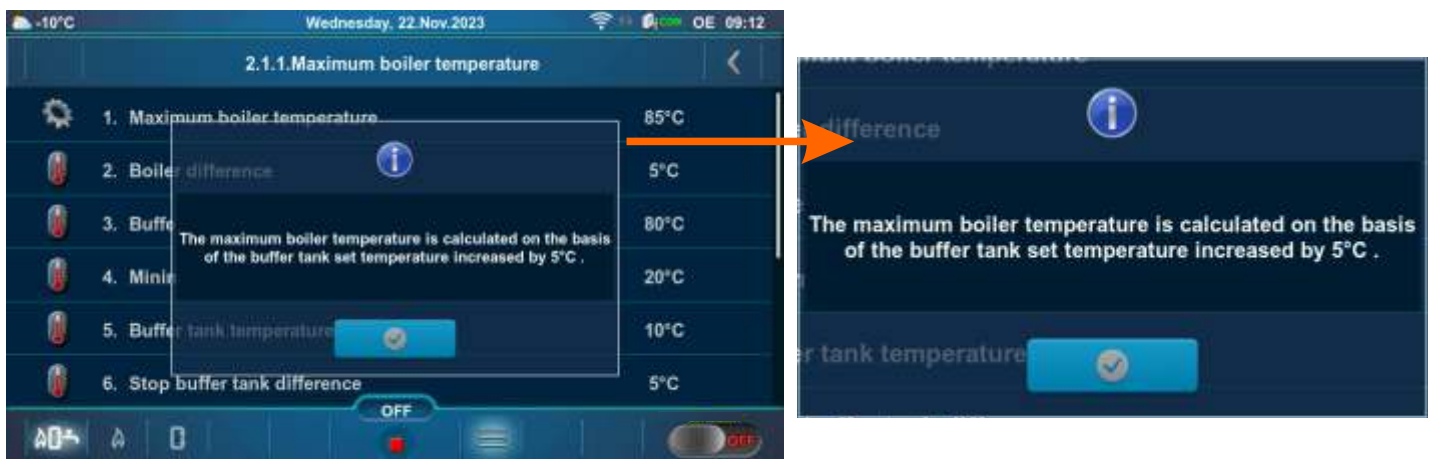 -10°C Wednesday, 22.Nov.2023 OE 09:12
2.1.1.Maximum boiler temperature
1. Maximum boiler temperature 85°C
2. Boiler difference 5°C
3. Buffe 80°C
The maximum boiler temperature is calculated on the basis
of the buffer tank set temperature increased by 5°C .
4. Minir 20°C
5. Buffer tank temperature 10°C
6. Stop buffer tank difference 5°C
OFF
OFF
difference
The maximum boiler temperature is calculated on the basis
of the buffer tank set temperature increased by 5°C .
r tank temperature